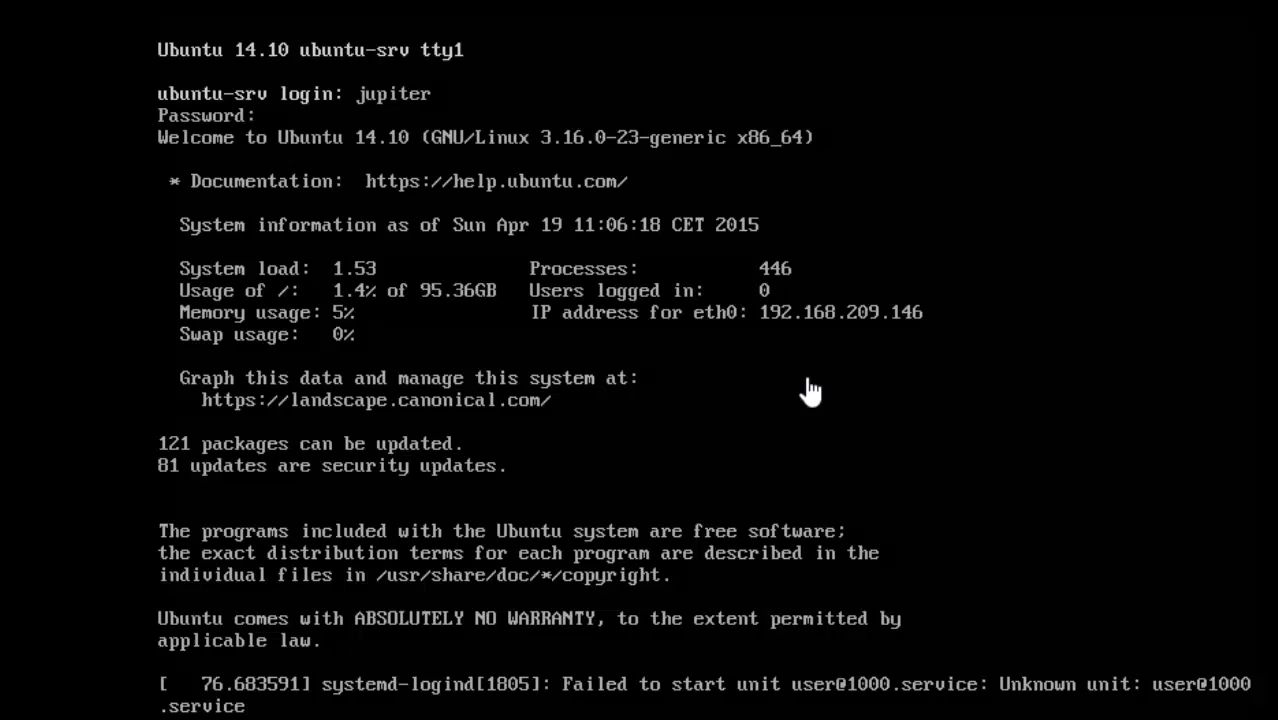 Ubuntu 14.10 ubuntu-srv tty1
ubuntu-srv login: jupiter
Password:
Welcome to Ubuntu 14.10 (GNU/Linux 3.16.0-23-generic x86_64)
* Documentation:  https://help.ubuntu.com/
System information as of Sun Apr 19 11:06:18 CET 2015
System load:  1.53              Processes:           446
Usage of /:   1.4% of 95.36GB   Users logged in:     0
Memory usage: 5%                IP address for eth0: 192.168.209.146
Swap usage:   0%
Graph this data and manage this system at:
https://landscape.canonical.com/
121 packages can be updated.
81 updates are security updates.
The programs included with the Ubuntu system are free software;
the exact distribution terms for each program are described in the
individual files in /usr/share/doc/*/copyright.
Ubuntu comes with ABSOLUTELY NO WARRANTY, to the extent permitted by
applicable law.
[   76.683591] systemd-logind[1805]: Failed to start unit user@1000.service: Unknown unit: user@1000
.service